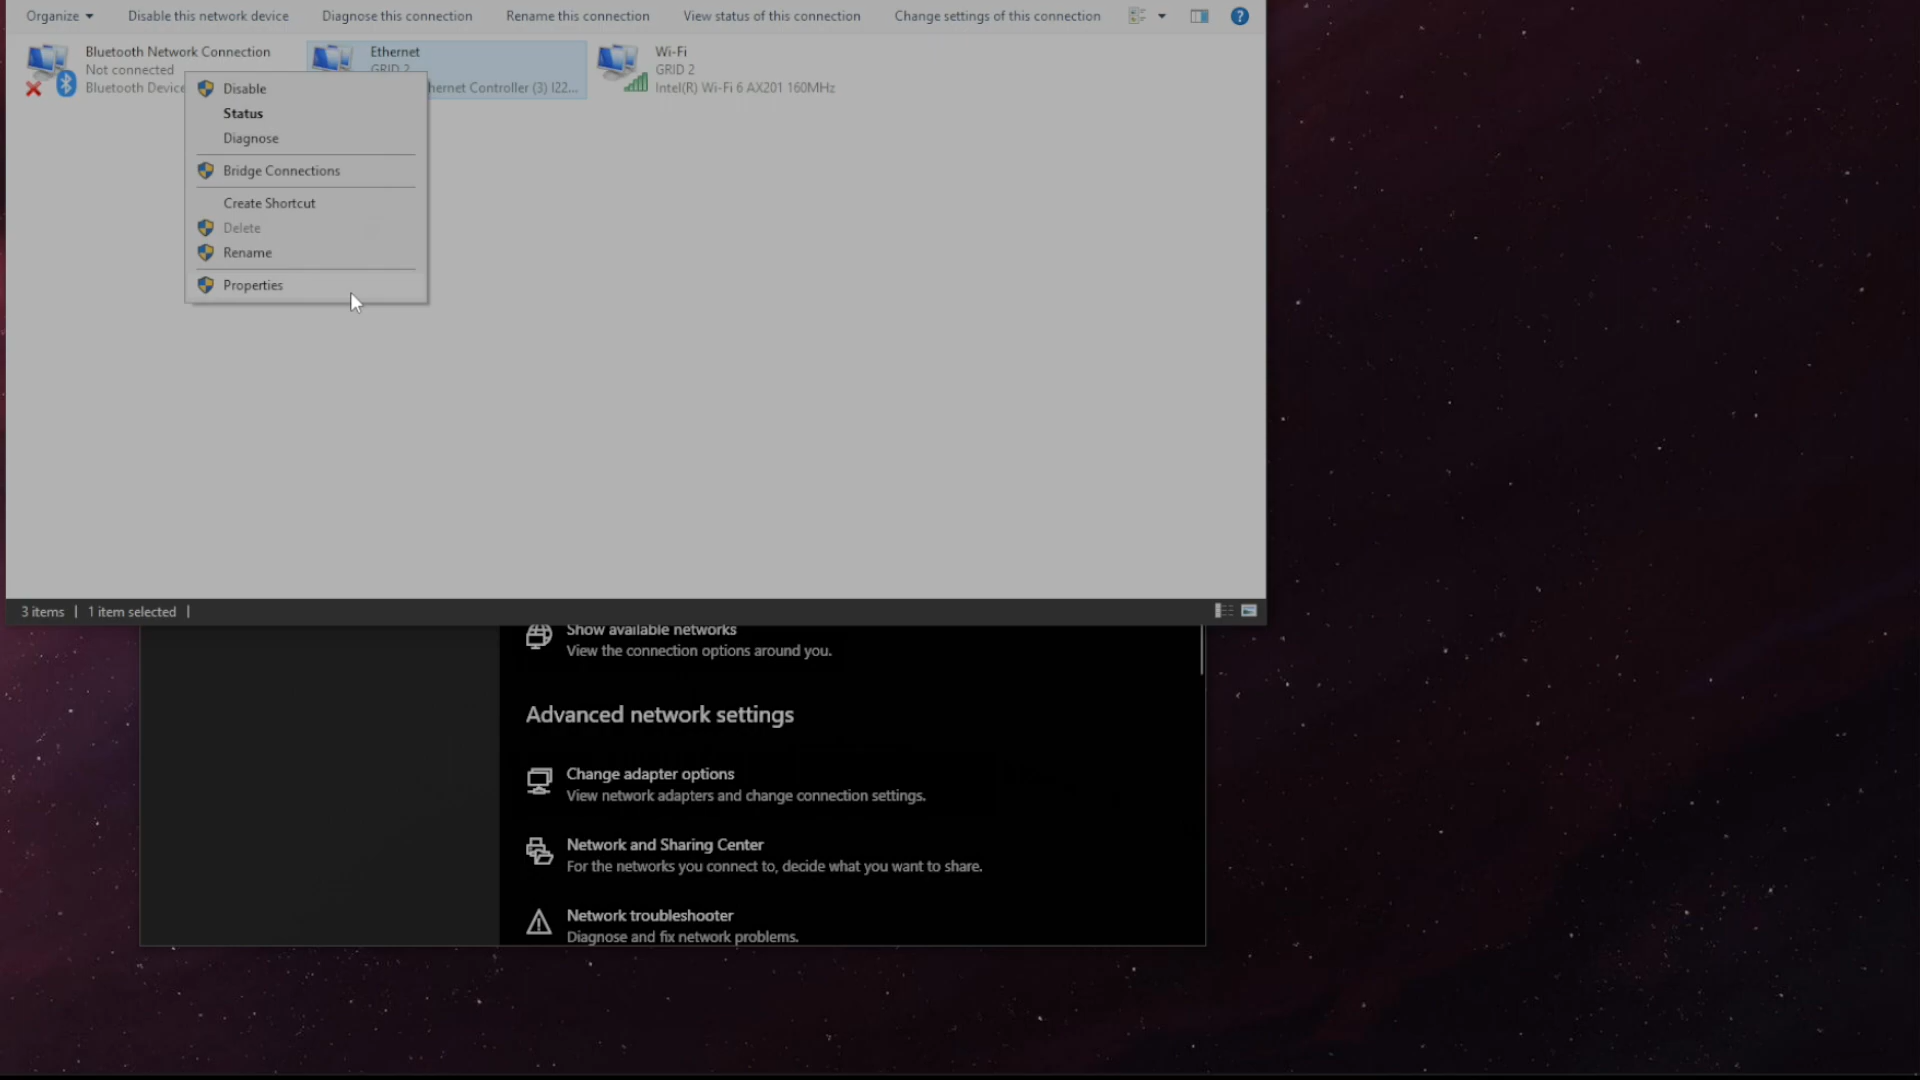 Organize
Disable this network device
Diagnose this connection
Rename this connection
View status of this connection
Change settings of this connection
Bluetooth Network Connection
Not connected
Bluetooth Device
Ethernet
GRID 2
hernet Controller (3) I22...
Wi-Fi
GRID 2
Intel(R) Wi-Fi 6 AX201 160MHz
Disable
Status
Diagnose
Bridge Connections
Create Shortcut
Delete
Rename
Properties
3 items
1 item selected
Show available networks
View the connection options around you.
Advanced network settings
Change adapter options
View network adapters and change connection settings.
Network and Sharing Center
For the networks you connect to, decide what you want to share.
Network troubleshooter
Diagnose and fix network problems.